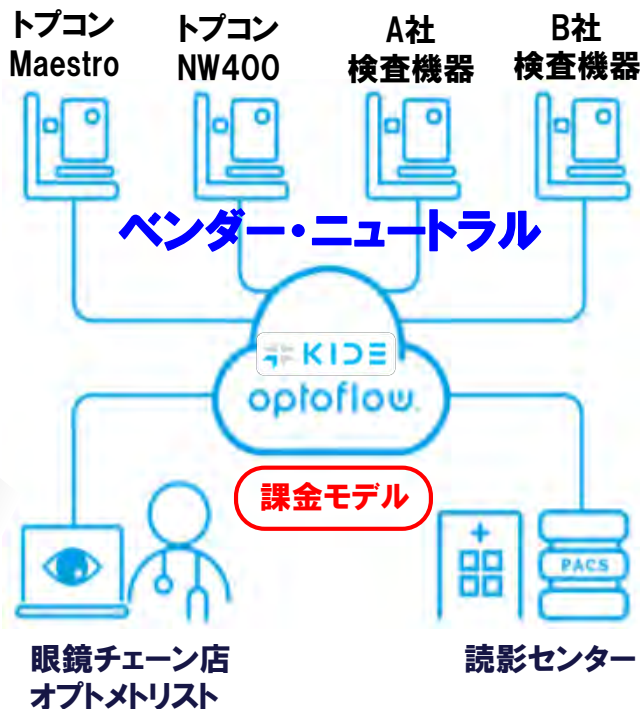 トプコン
Maestro
トプコン
NW400
A社
検査機器
B社
検査機器
ベンダー・ニュートラル
KIDE
optoflow.
課金モデル
PACS
眼鏡チェーン店
オプトメトリスト
読影センター